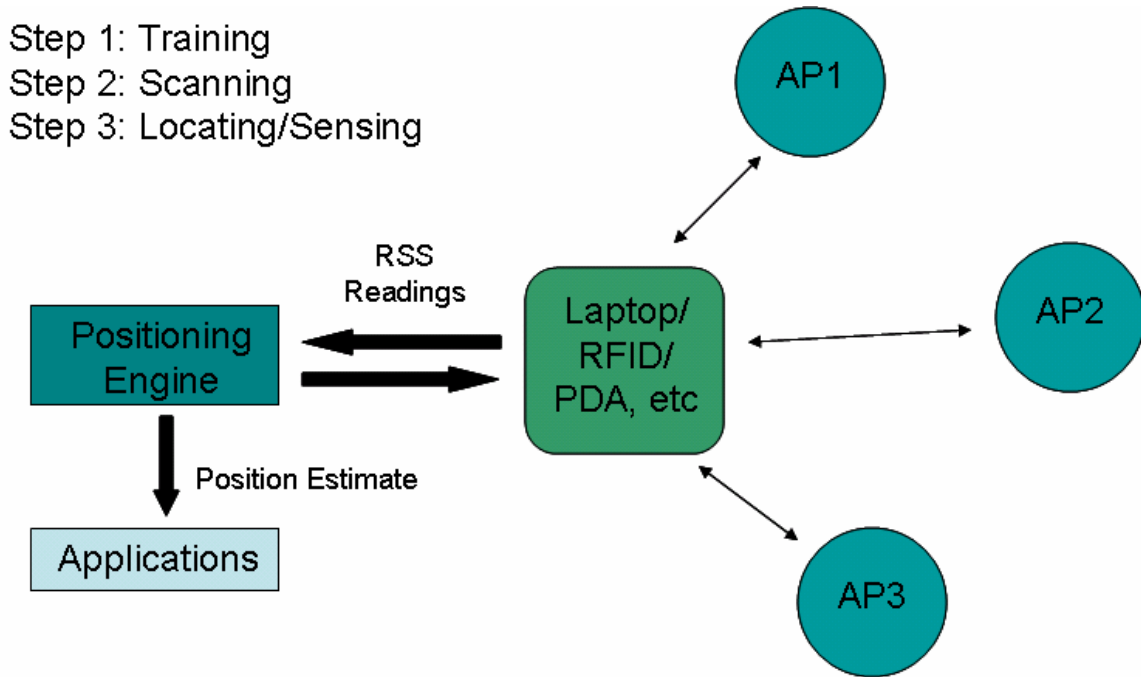 Step 1: Training
Step 2: Scanning
Step 3: Locating/Sensing
AP1
RSS
Readings
Laptop/
RFID/
PDA, etc
AP2
Positioning
Engine
Position Estimate
Applications
AP3